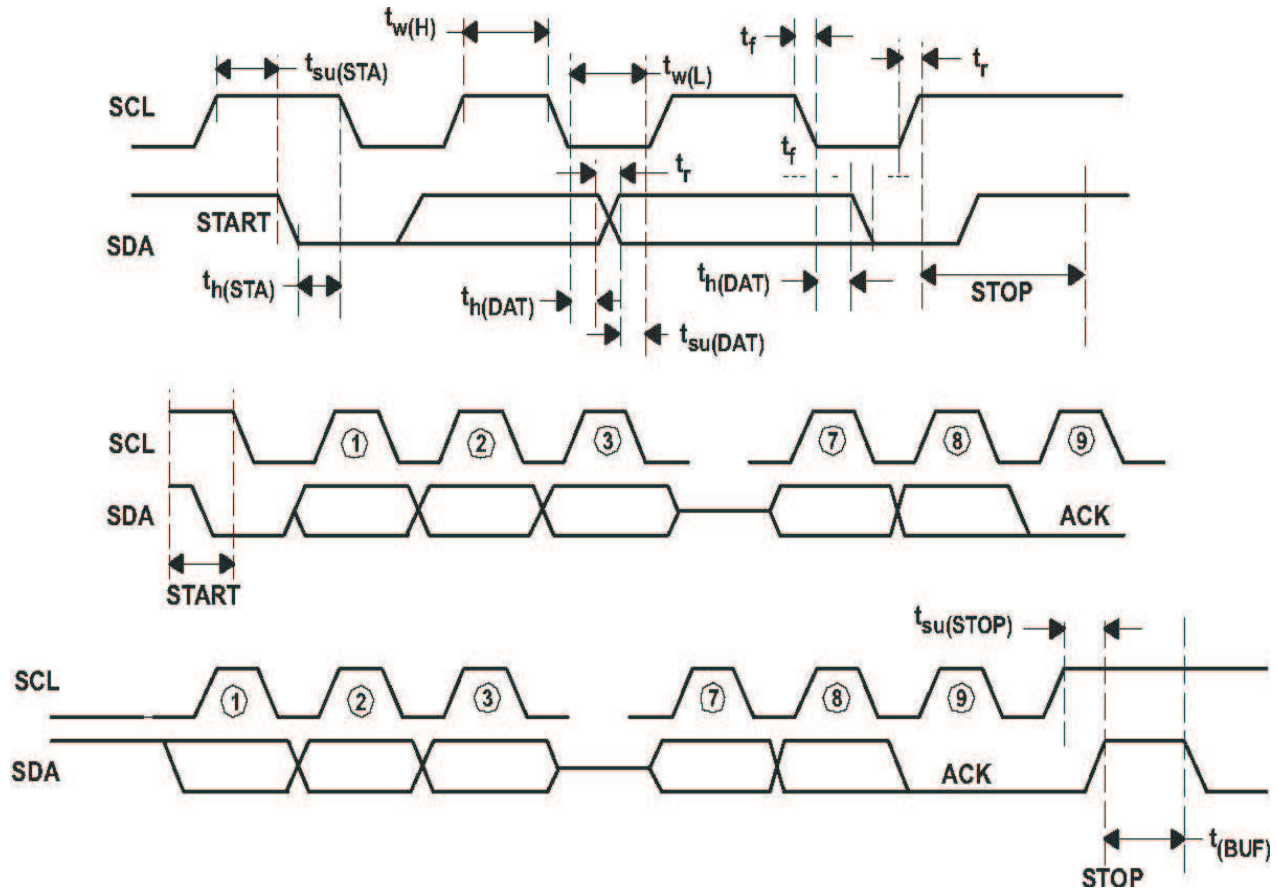 t_w(H)
t_f
t_su(STA)
t_w(L)
t_r
SCL
t_f
t_r
START
SDA
t_h(STA)
t_h(DAT)
t_h(DAT)
STOP
t_su(DAT)
SCL
1 2 3 7 8 9
SDA
ACK
START
t_su(STOP)
SCL
1 2 3 7 8 9
SDA
ACK
t_(BUF)
STOP